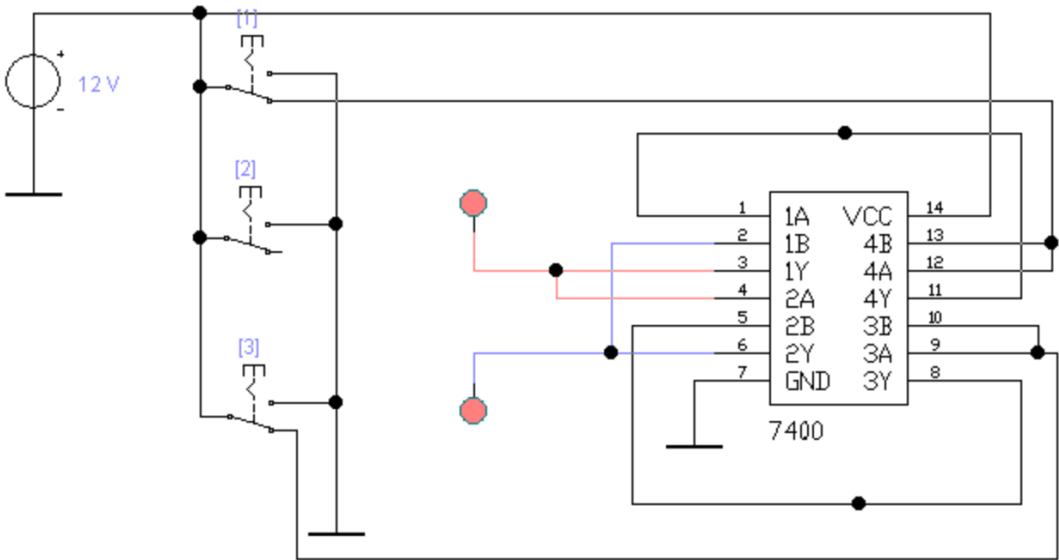 [1]
+
12 V
-
[2]
[3]
1 1A VCC 14
2 1B 4B 13
3 1Y 4A 12
4 2A 4Y 11
5 2B 3B 10
6 2Y 3A 9
7 GND 3Y 8
7400